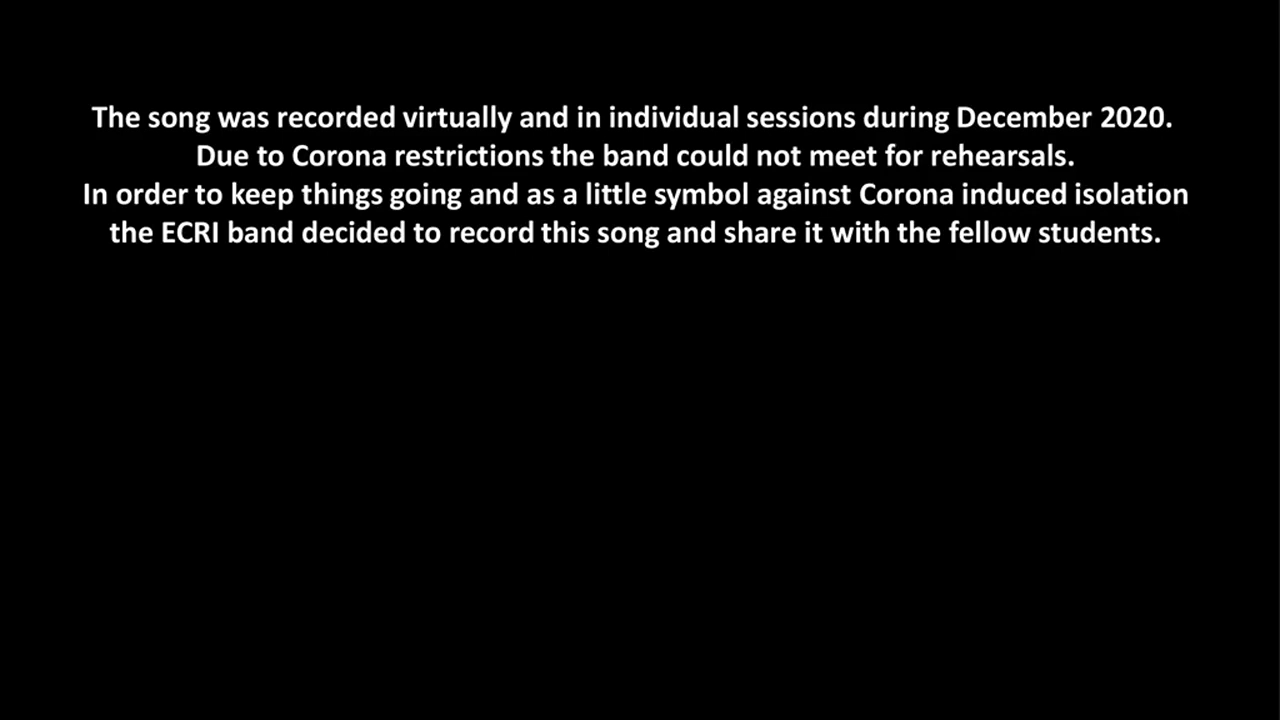 The song was recorded virtually and in individual sessions during December 2020.
Due to Corona restrictions the band could not meet for rehearsals.
In order to keep things going and as a little symbol against Corona induced isolation
the ECRI band decided to record this song and share it with the fellow students.